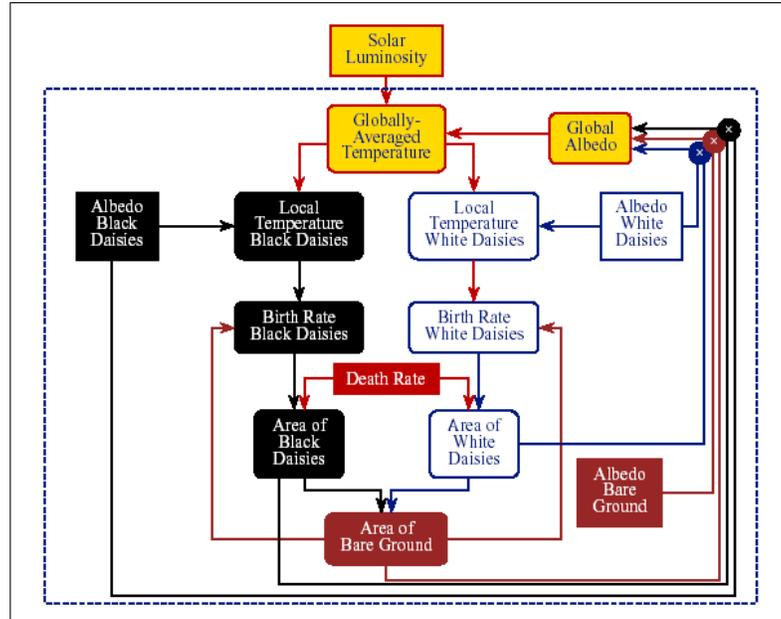 Solar
Luminosity
Globally-
Averaged
Temperature
Global
Albedo
×
×
×
Albedo
Black
Daisies
Local
Temperature
Black Daisies
Local
Temperature
White Daisies
Albedo
White
Daisies
Birth Rate
Black Daisies
Birth Rate
White Daisies
Death Rate
Area of
Black
Daisies
Area of
White
Daisies
Albedo
Bare
Ground
Area of
Bare Ground